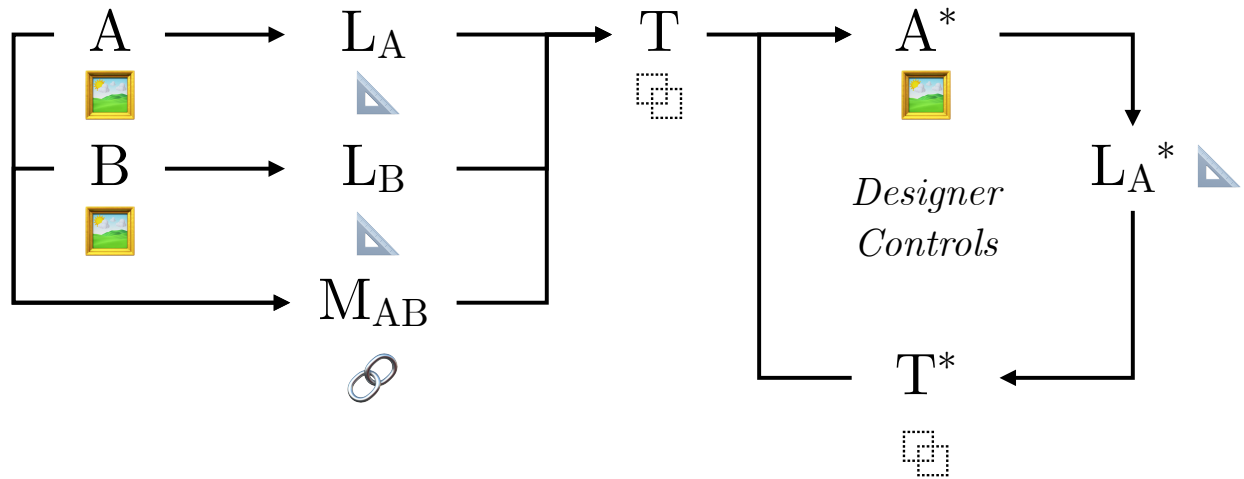 A
L_A
T
A*
B
L_B
L_A*
Designer
Controls
M_AB
T*